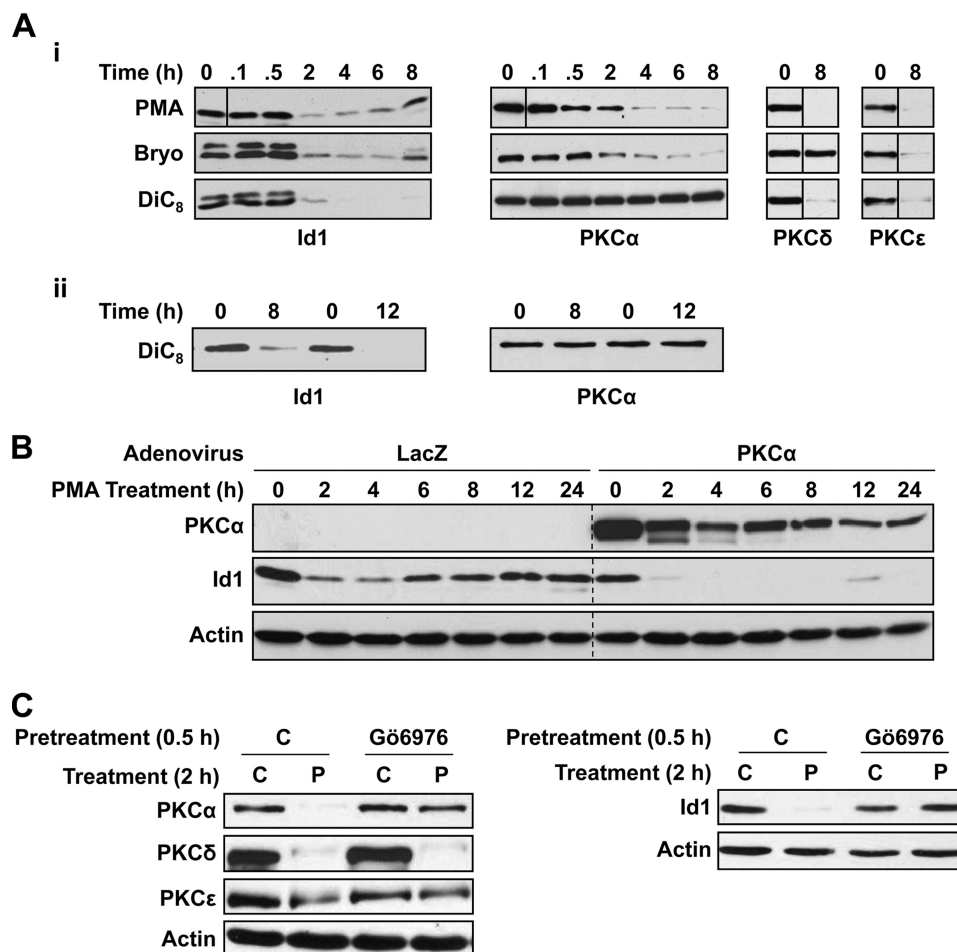 A
i
Time (h) 0 .1 .5 2 4 6 8 0 .1 .5 2 4 6 8 0 8 0 8
PMA
Bryo
DiC8
Id1 PKCα PKCδ PKCε
ii
Time (h) 0 8 0 12 0 8 0 12
DiC8
Id1 PKCα
B
Adenovirus LacZ PKCα
PMA Treatment (h) 0 2 4 6 8 12 24 0 2 4 6 8 12 24
PKCα
Id1
Actin
C
Pretreatment (0.5 h) C Gö6976
Treatment (2 h) C P C P
PKCα
PKCδ
PKCε
Actin
Pretreatment (0.5 h) C Gö6976
Treatment (2 h) C P C P
Id1
Actin